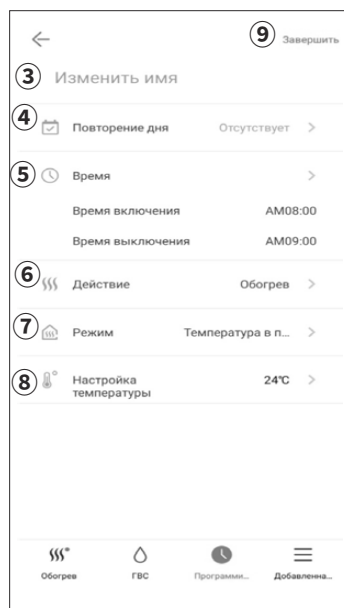 ⑨ Завершить
③ Изменить имя
④ Повторение дня Отсутствует
⑤ Время
Время включения AM08:00
Время выключения AM09:00
⑥ Действие Обогрев
⑦ Режим Температура в п...
⑧ Настройка температуры 24℃
Обогрев ГВС Программи... Добавленна...